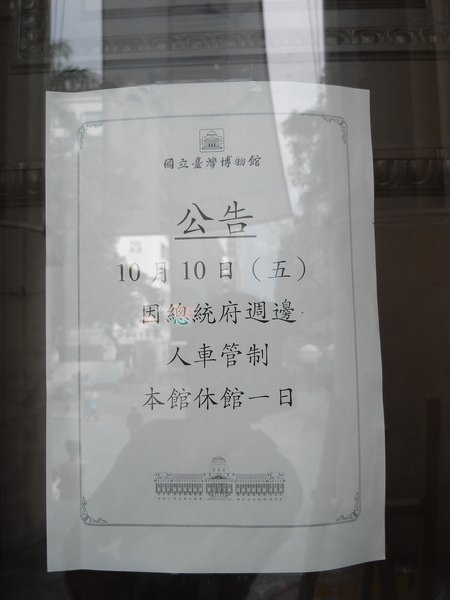 國立臺灣博物館
公告
10月10日（五）
因總統府週邊
人車管制
本館休館一日